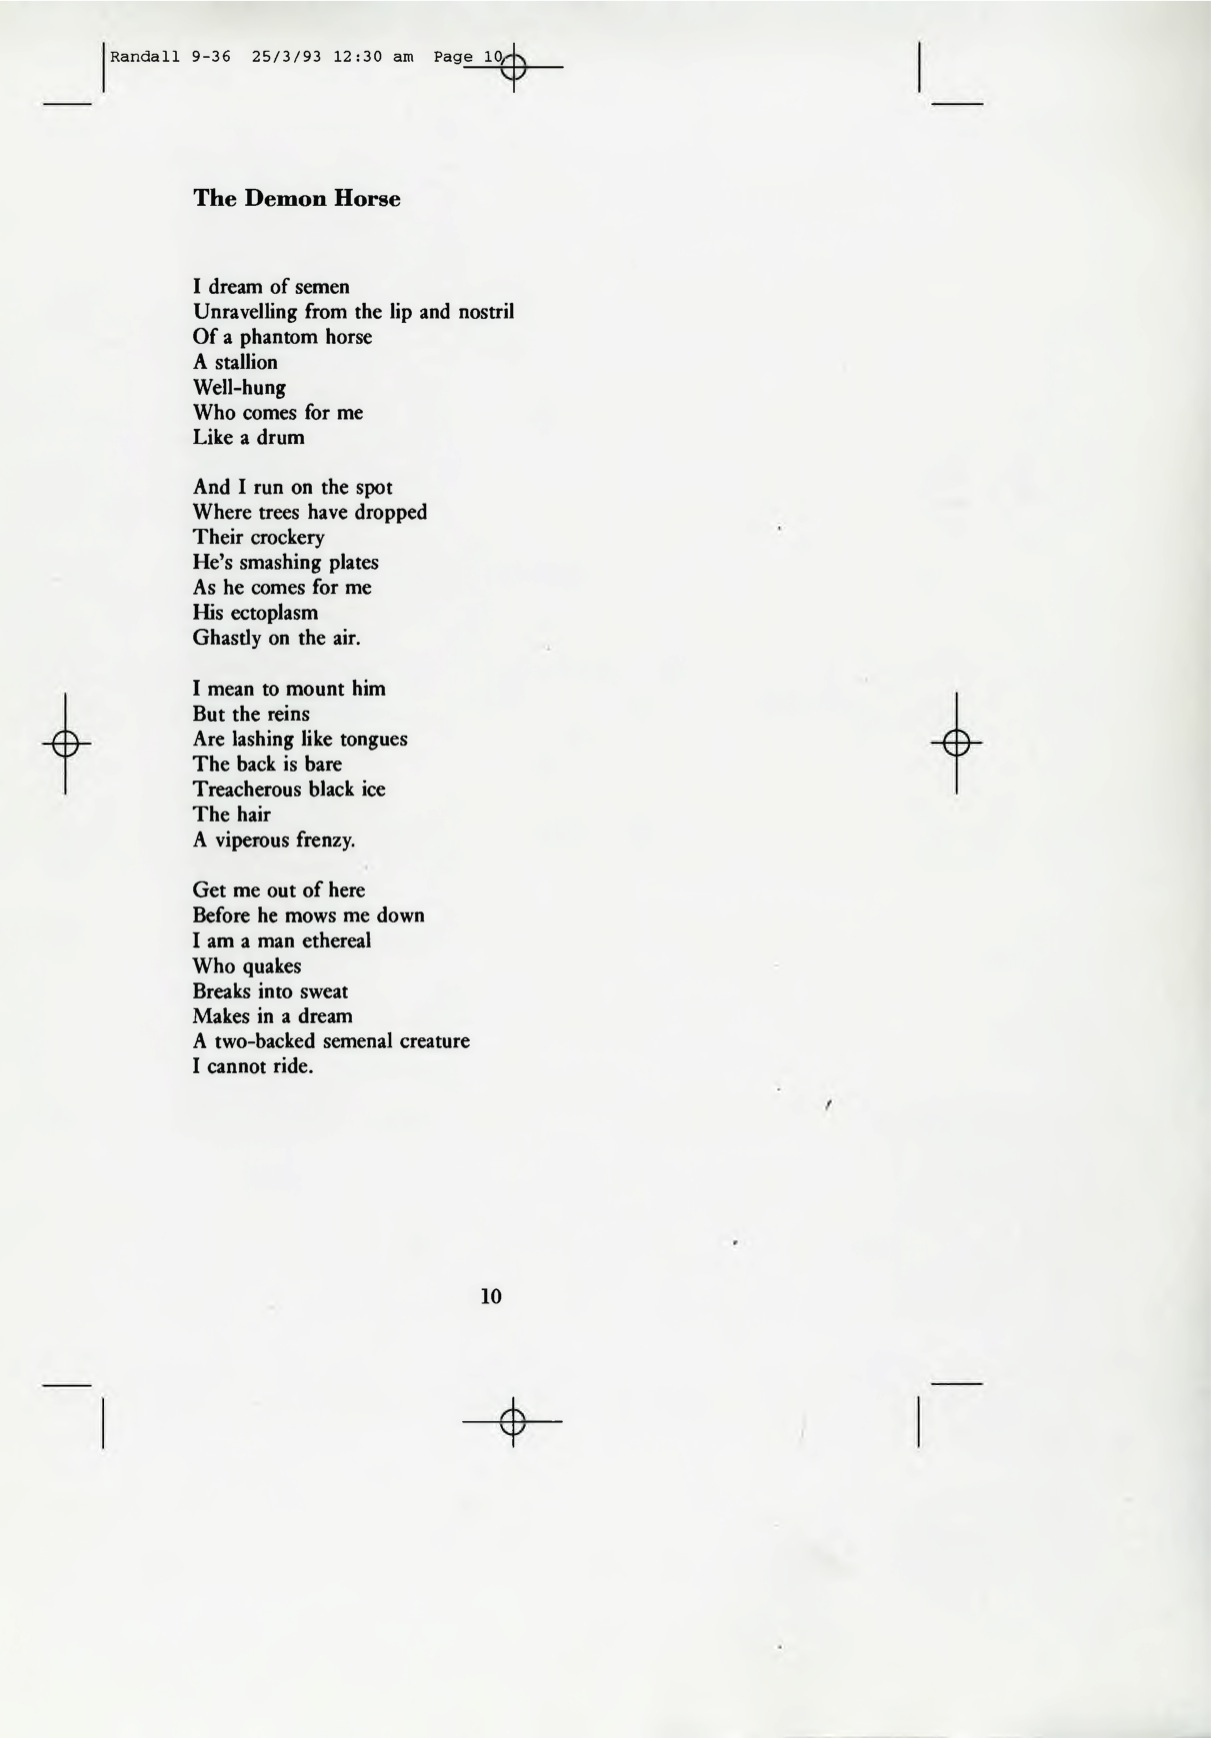 Randall 9-36 25/3/93 12:30 am Page 10
The Demon Horse
I dream of semen
Unravelling from the lip and nostril
Of a phantom horse
A stallion
Well-hung
Who comes for me
Like a drum
And I run on the spot
Where trees have dropped
Their crockery
He's smashing plates
As he comes for me
His ectoplasm
Ghastly on the air.
I mean to mount him
But the reins
Are lashing like tongues
The back is bare
Treacherous black ice
The hair
A viperous frenzy.
Get me out of here
Before he mows me down
I am a man ethereal
Who quakes
Breaks into sweat
Makes in a dream
A two-backed semenal creature
I cannot ride.
10